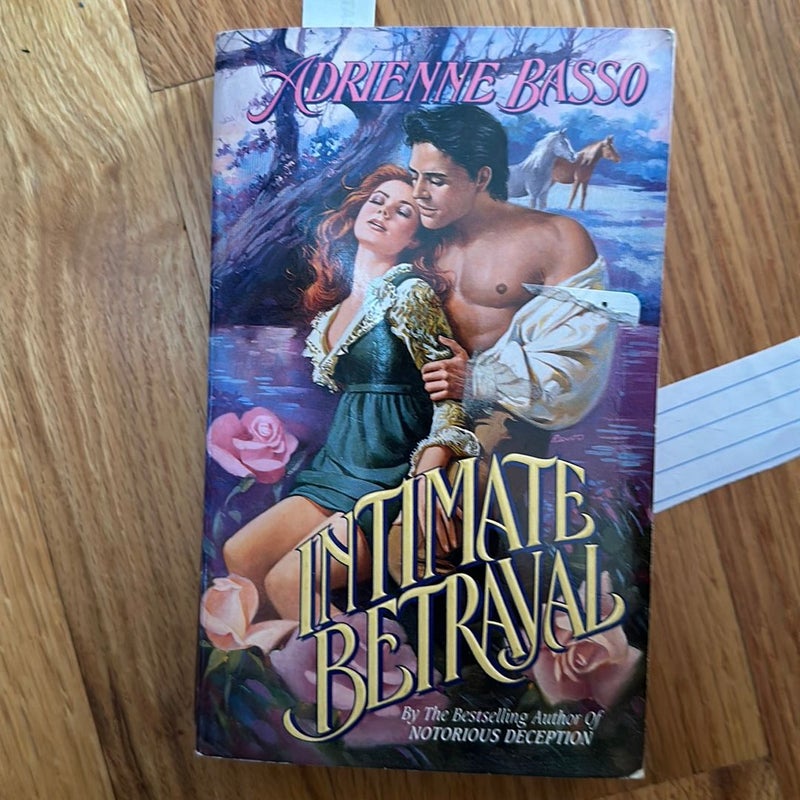 ADRIENNE BASSO
INTIMATE
BETRAYAL
By The Bestselling Author Of
NOTORIOUS DECEPTION